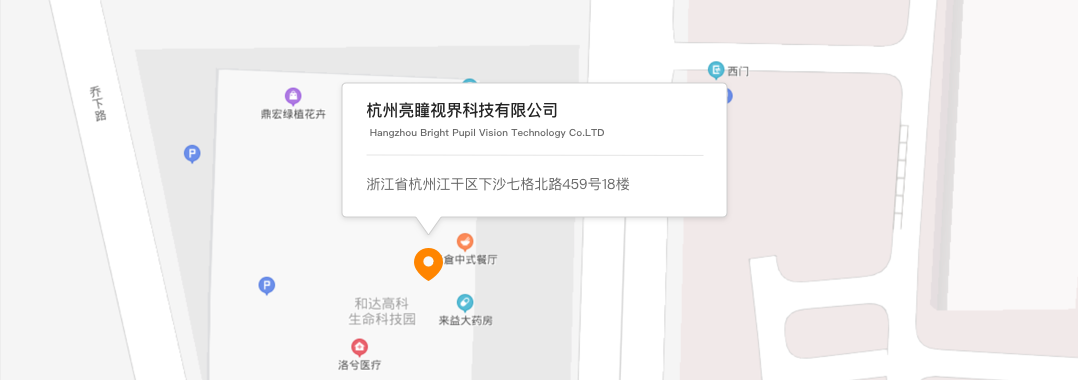 乔下路
鼎宏绿植花卉
西门
杭州亮瞳视界科技有限公司
Hangzhou Bright Pupil Vision Technology Co.LTD
浙江省杭州江干区下沙七格北路459号18楼
P
食中式餐厅
P
和达高科
生命科技园
来益大药房
洛兮医疗